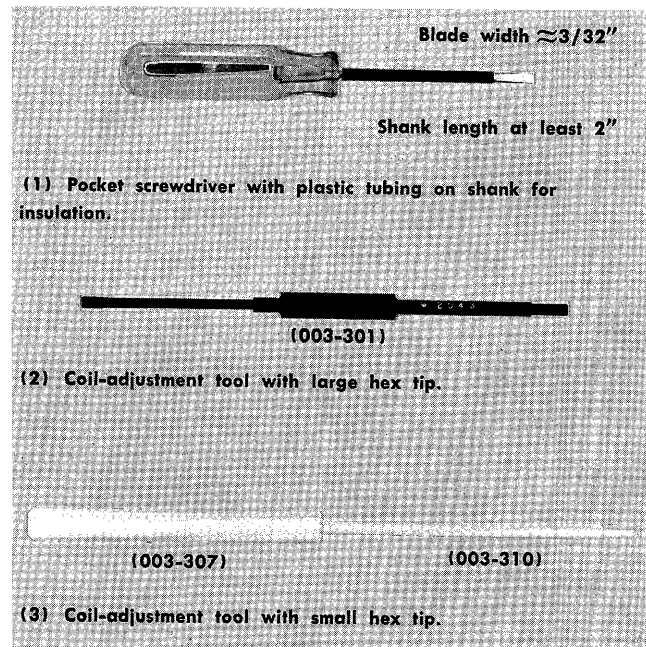 Blade width ≈3/32″
Shank length at least 2″
(1) Pocket screwdriver with plastic tubing on shank for
insulation.
(003-301)
(2) Coil-adjustment tool with large hex tip.
(003-307) (003-310)
(3) Coil-adjustment tool with small hex tip.